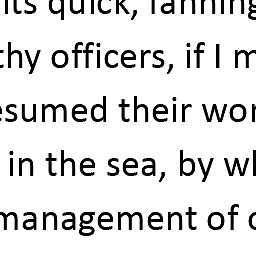 its quick, fanning
thy officers, if I m
esumed their wor
in the sea, by wh
management of o